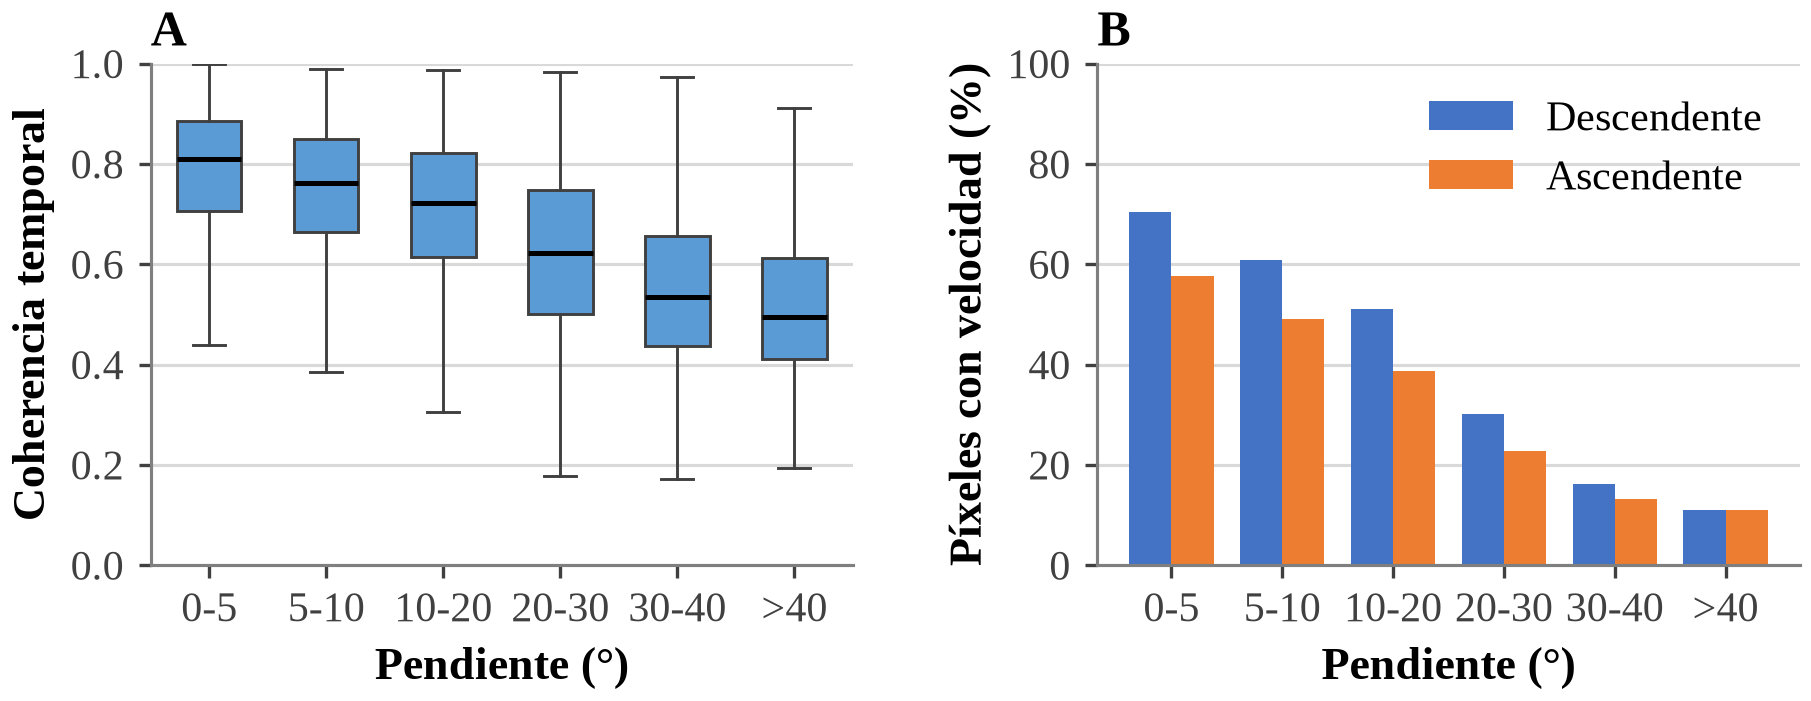 A
Coherencia temporal
1.0
0.8
0.6
0.4
0.2
0.0
0-5 5-10 10-20 20-30 30-40 >40
Pendiente (°)
B
Píxeles con velocidad (%)
100
80
60
40
20
0
Descendente
Ascendente
0-5 5-10 10-20 20-30 30-40 >40
Pendiente (°)